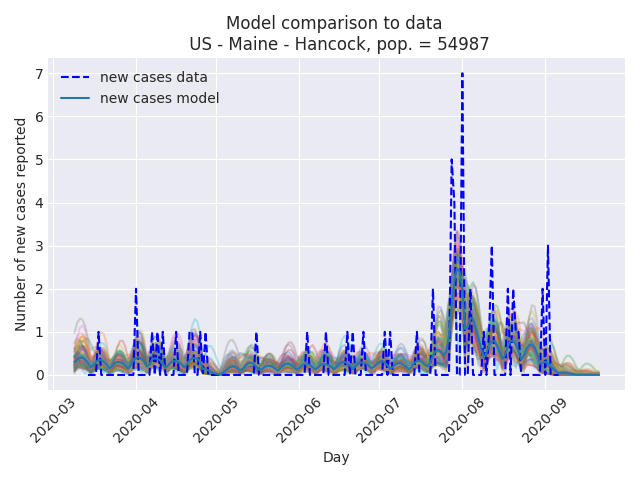 Model comparison to data
US - Maine - Hancock, pop. = 54987
new cases data
new cases model
Number of new cases reported
7
6
5
4
3
2
1
0
2020-03
2020-04
2020-05
2020-06
2020-07
2020-08
2020-09
Day